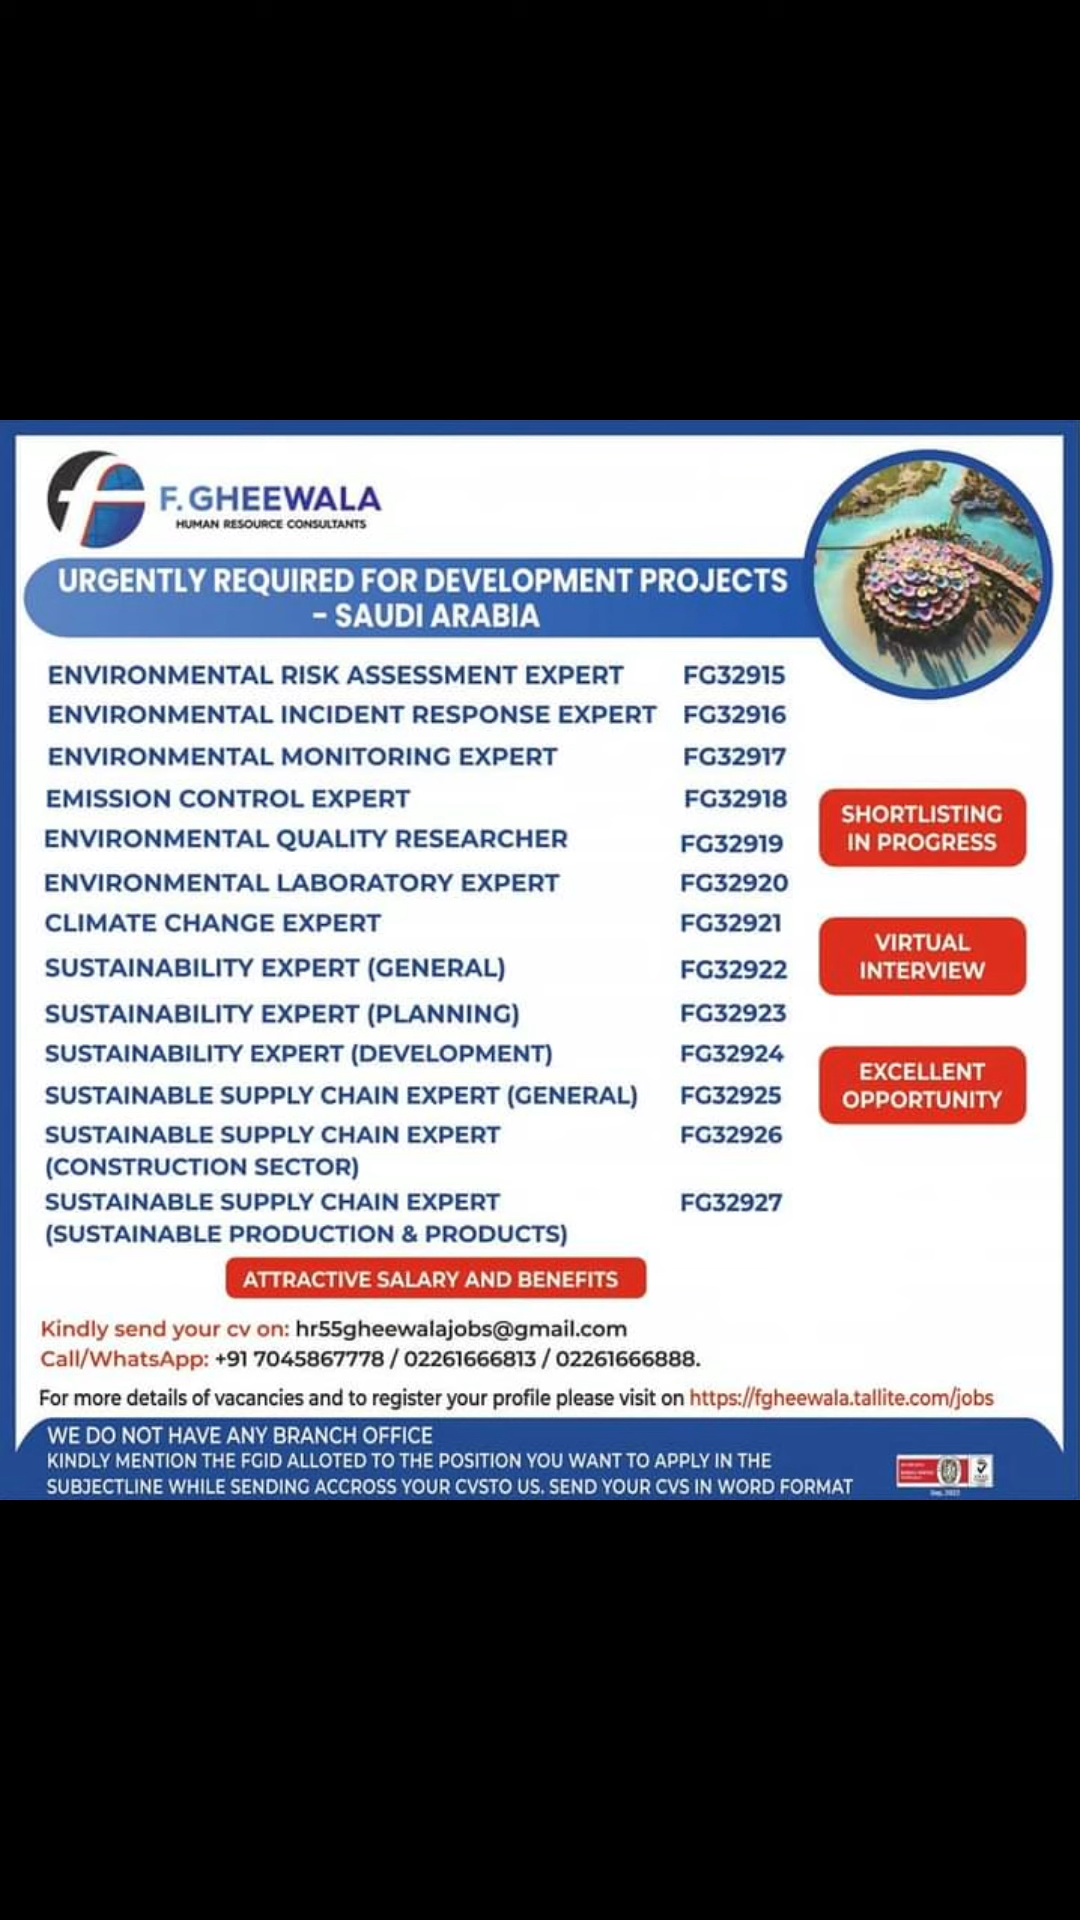 F. GHEEWALA
HUMAN RESOURCE CONSULTANTS
URGENTLY REQUIRED FOR DEVELOPMENT PROJECTS
- SAUDI ARABIA
ENVIRONMENTAL RISK ASSESSMENT EXPERT FG32915
ENVIRONMENTAL INCIDENT RESPONSE EXPERT FG32916
ENVIRONMENTAL MONITORING EXPERT FG32917
EMISSION CONTROL EXPERT FG32918
ENVIRONMENTAL QUALITY RESEARCHER FG32919
ENVIRONMENTAL LABORATORY EXPERT FG32920
CLIMATE CHANGE EXPERT FG32921
SUSTAINABILITY EXPERT (GENERAL) FG32922
SUSTAINABILITY EXPERT (PLANNING) FG32923
SUSTAINABILITY EXPERT (DEVELOPMENT) FG32924
SUSTAINABLE SUPPLY CHAIN EXPERT (GENERAL) FG32925
SUSTAINABLE SUPPLY CHAIN EXPERT FG32926
(CONSTRUCTION SECTOR)
SUSTAINABLE SUPPLY CHAIN EXPERT FG32927
(SUSTAINABLE PRODUCTION & PRODUCTS)
SHORTLISTING
IN PROGRESS
VIRTUAL
INTERVIEW
EXCELLENT
OPPORTUNITY
ATTRACTIVE SALARY AND BENEFITS
Kindly send your cv on: hr55gheewalajobs@gmail.com
Call/WhatsApp: +91 7045867778 / 02261666813 / 02261666888.
For more details of vacancies and to register your profile please visit on https://fgheewala.tallite.com/jobs
WE DO NOT HAVE ANY BRANCH OFFICE
KINDLY MENTION THE FGID ALLOTED TO THE POSITION YOU WANT TO APPLY IN THE
SUBJECTLINE WHILE SENDING ACCROSS YOUR CVSTO US. SEND YOUR CVS IN WORD FORMAT